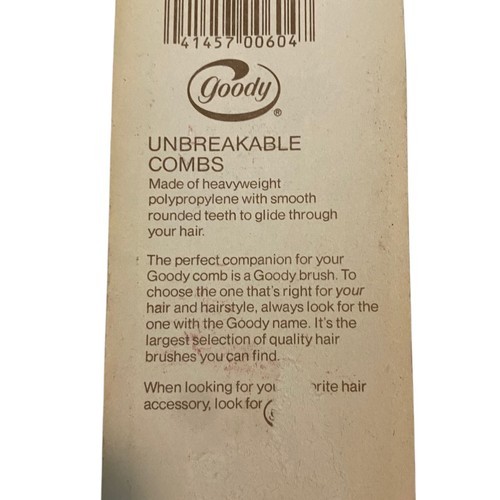 41457 00604
Goody ®
UNBREAKABLE
COMBS
Made of heavyweight
polypropylene with smooth
rounded teeth to glide through
your hair.
The perfect companion for your
Goody comb is a Goody brush. To
choose the one that's right for your
hair and hairstyle, always look for the
one with the Goody name. It's the
largest selection of quality hair
brushes you can find.
When looking for hair
accessory, look for